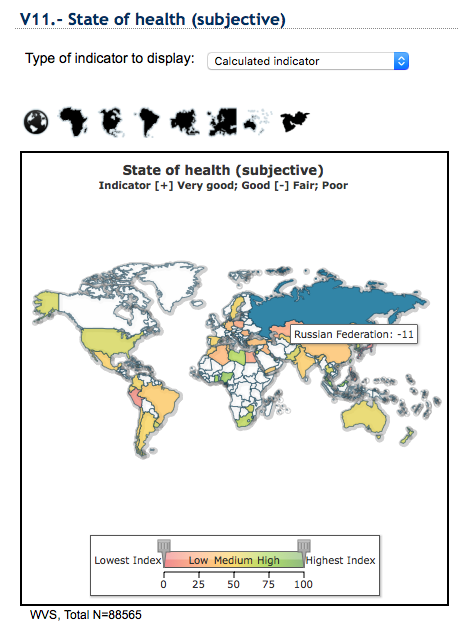 V11.- State of health (subjective)
Type of indicator to display: Calculated indicator
State of health (subjective)
Indicator [+] Very good; Good [-] Fair; Poor
Russian Federation: -11
Lowest Index Low Medium High Highest Index
0 25 50 75 100
WVS, Total N=88565